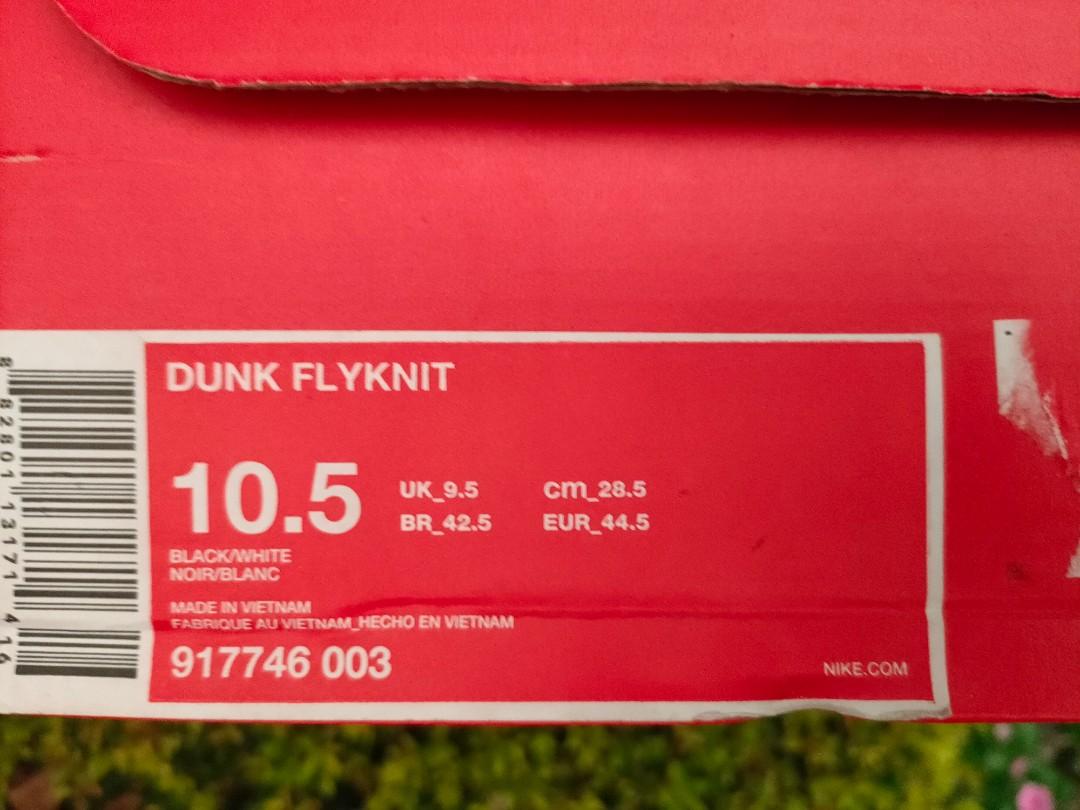 DUNK FLYKNIT
10.5
UK_9.5 cm_28.5
BR_42.5 EUR_44.5
BLACK/WHITE
NOIR/BLANC
MADE IN VIETNAM
FABRIQUE AU VIETNAM_HECHO EN VIETNAM
917746 003
NIKE.COM